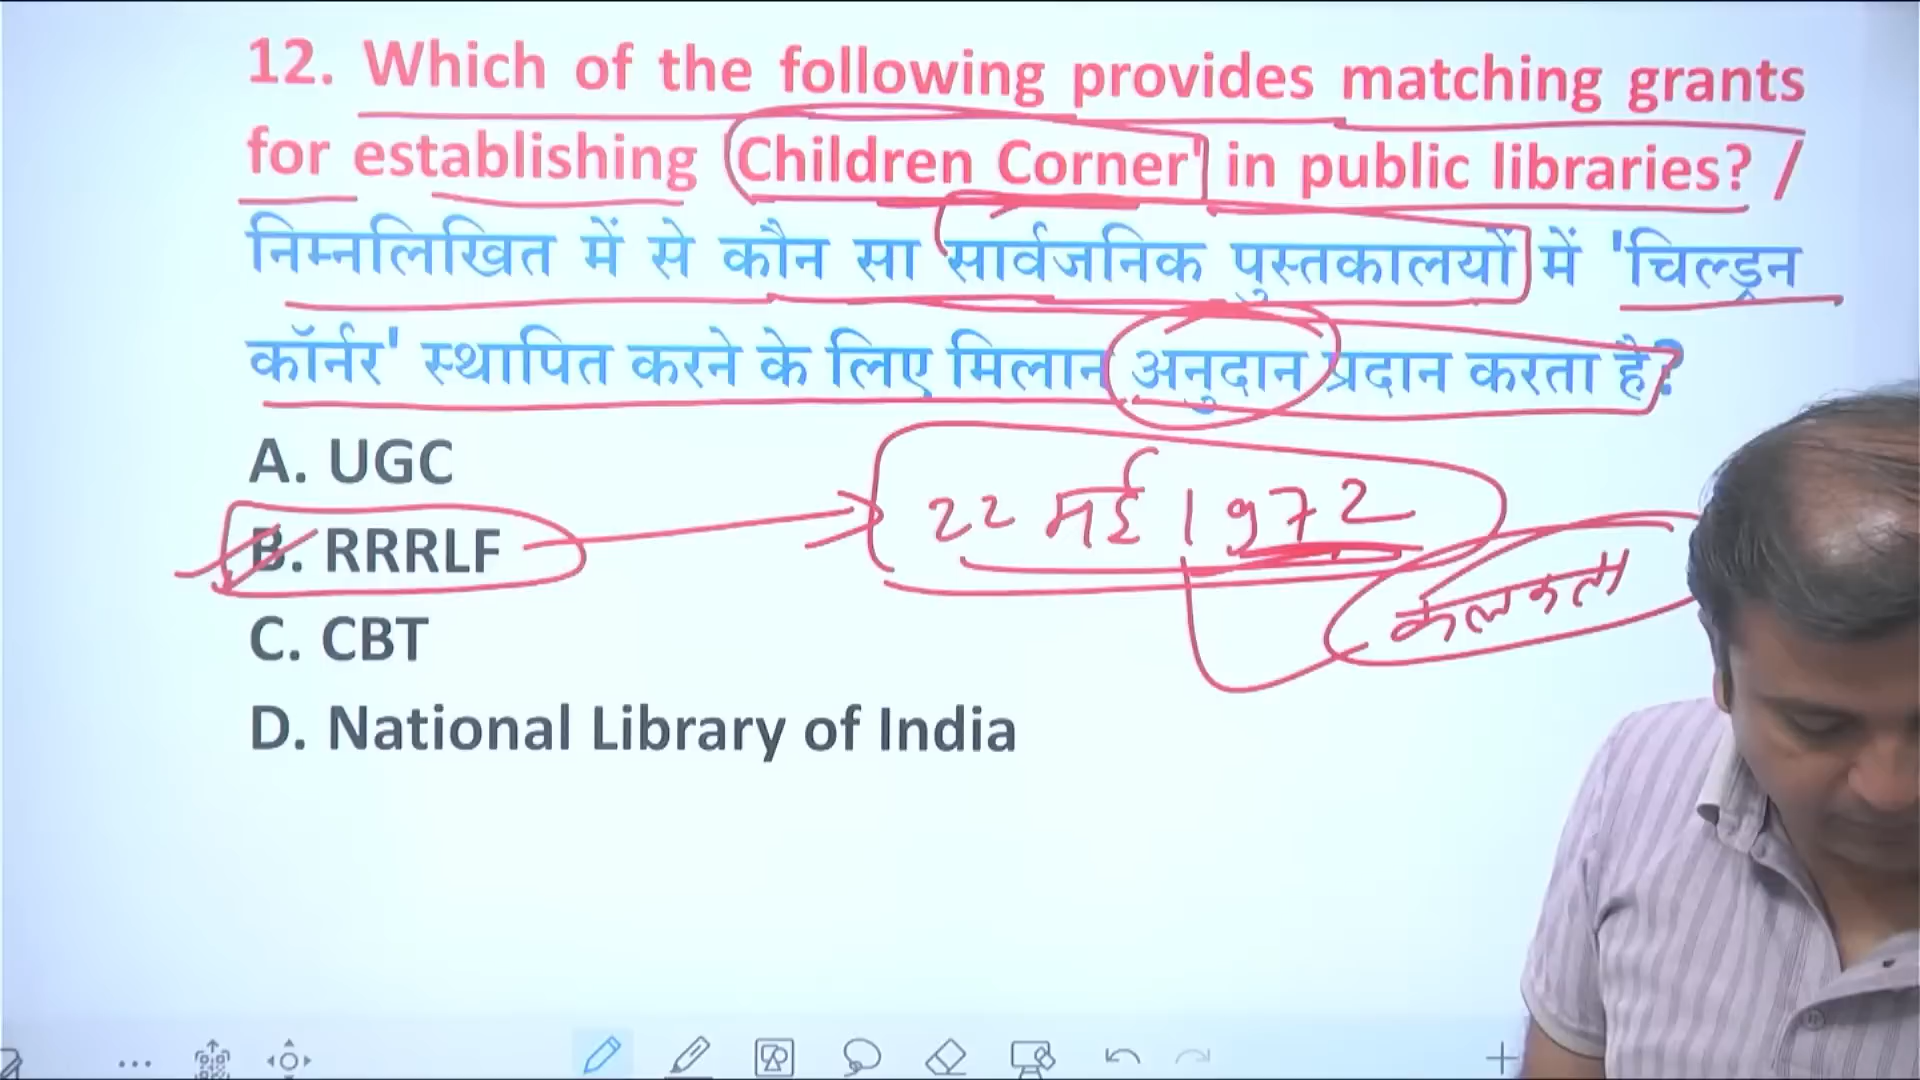 12. Which of the following provides matching grants
for establishing 'Children Corner' in public libraries? /
निम्नलिखित में से कौन सा सार्वजनिक पुस्तकालयों में 'चिल्ड्रन
कॉर्नर' स्थापित करने के लिए मिलान अनुदान प्रदान करता है?
A. UGC
B. RRRLF
22 मई 1972
कलकता
C. CBT
D. National Library of India